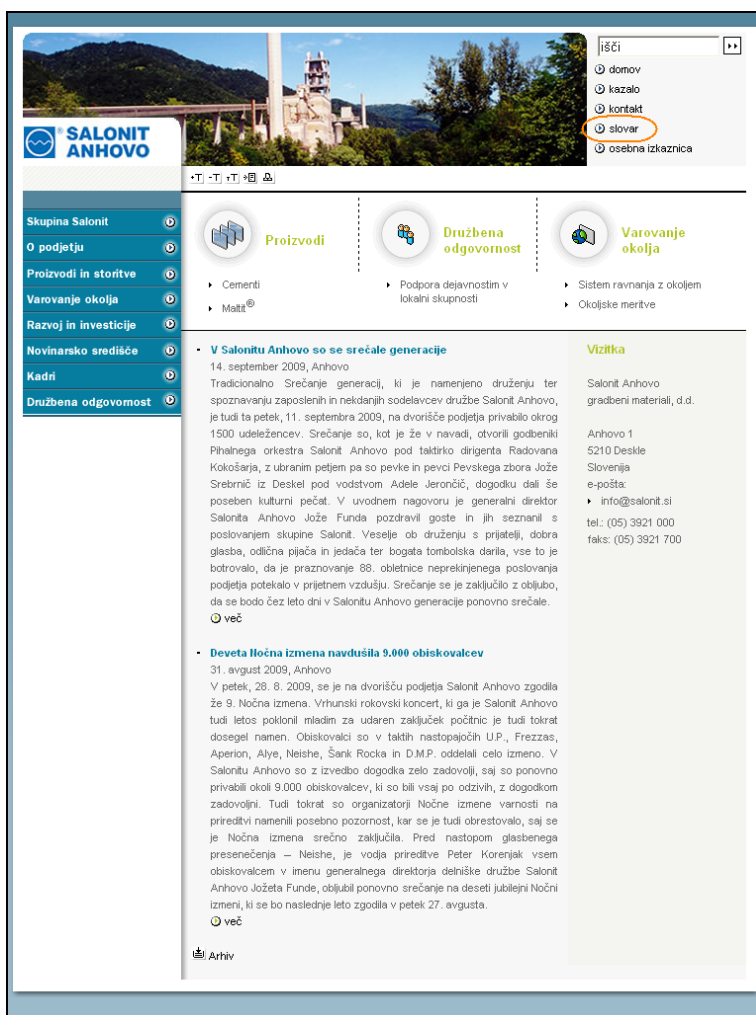 išči
domov
kazalo
kontakt
slovar
osebna izkaznica
® SALONIT
ANHOVO
+T -T TT
Skupina Salonit
O podjetju
Proizvodi in storitve
Varovanje okolja
Razvoj in investicije
Novinarsko središče
Kadri
Družbena odgovornost
Proizvodi
Cementi
Maltit®
Družbena
odgovornost
Podpora dejavnostim v
lokalni skupnosti
Varovanje
okolja
Sistem ravnanja z okoljem
Okoljske meritve
V Salonitu Anhovo so se srečale generacije
14. september 2009, Anhovo
Tradicionalno Srečanje generacij, ki je namenjeno druženju ter
spoznavanju zaposlenih in nekdanjih sodelavcev družbe Salonit Anhovo,
je tudi ta petek, 11. septembra 2009, na dvorišče podjetja privabilo okrog
1500 udeležencev. Srečanje so, kot je že v navadi, otvorili godbeniki
Pihalnega orkestra Salonit Anhovo pod taktirko dirigenta Radovana
Kokošarja, z ubranim petjem pa so pevke in pevci Pevskega zbora Jože
Srebrnič iz Deskel pod vodstvom Adele Jerončič, dogodku dali še
poseben kulturni pečat. V uvodnem nagovoru je generalni direktor
Salonita Anhovo Jože Funda pozdravil goste in jih seznanil s
poslovanjem skupine Salonit. Veselje ob druženju s prijatelji, dobra
glasba, odlična pijača in jedača ter bogata tombolska darila, vse to je
botrovalo, da je praznovanje 88. obletnice neprekinjenega poslovanja
podjetja potekalo v prijetnem vzdušju. Srečanje se je zaključilo z obljubo,
da se bodo čez leto dni v Salonitu Anhovo generacije ponovno srečale.
več
Deveta Nočna izmena navdušila 9.000 obiskovalcev
31. avgust 2009, Anhovo
V petek, 28. 8. 2009, se je na dvorišču podjetja Salonit Anhovo zgodila
že 9. Nočna izmena. Vrhunski rokovski koncert, ki ga je Salonit Anhovo
tudi letos poklonil mladim za udaren zaključek počitnic je tudi tokrat
dosegel namen. Obiskovalci so v taktih nastopajočih U.P., Frezzas,
Aperion, Alye, Neishe, Šank Rocka in D.M.P. oddelali celo izmeno. V
Salonitu Anhovo so z izvedbo dogodka zelo zadovolji, saj so ponovno
privabili okoli 9.000 obiskovalcev, ki so bili vsaj po odzivih, z dogodkom
zadovoljni. Tudi tokrat so organizatorji Nočne izmene varnosti na
prireditvi namenili posebno pozornost, kar se je tudi obrestovalo, saj se
je Nočna izmena srečno zaključila. Pred nastopom glasbenega
presenečenja – Neishe, je vodja prireditve Peter Korenjak vsem
obiskovalcem v imenu generalnega direktorja delniške družbe Salonit
Anhovo Jožeta Funde, obljubil ponovno srečanje na deseti jubilejni Nočni
izmeni, ki se bo naslednje leto zgodila v petek 27. avgusta.
več
Arhiv
Vizitka
Salonit Anhovo
gradbeni materiali, d.d.
Anhovo 1
5210 Deskle
Slovenija
e-pošta:
info@salonit.si
tel.: (05) 3921 000
faks: (05) 3921 700